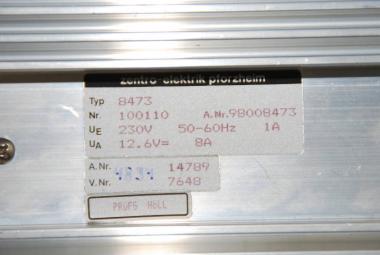 zentro-elektrik pforzheim
Typ 8473
Nr. 100110 A.Nr.98008473
UE 230V 50-60Hz 1A
UA 12.6V= 8A
A.Nr. 14789
V.Nr. 7648